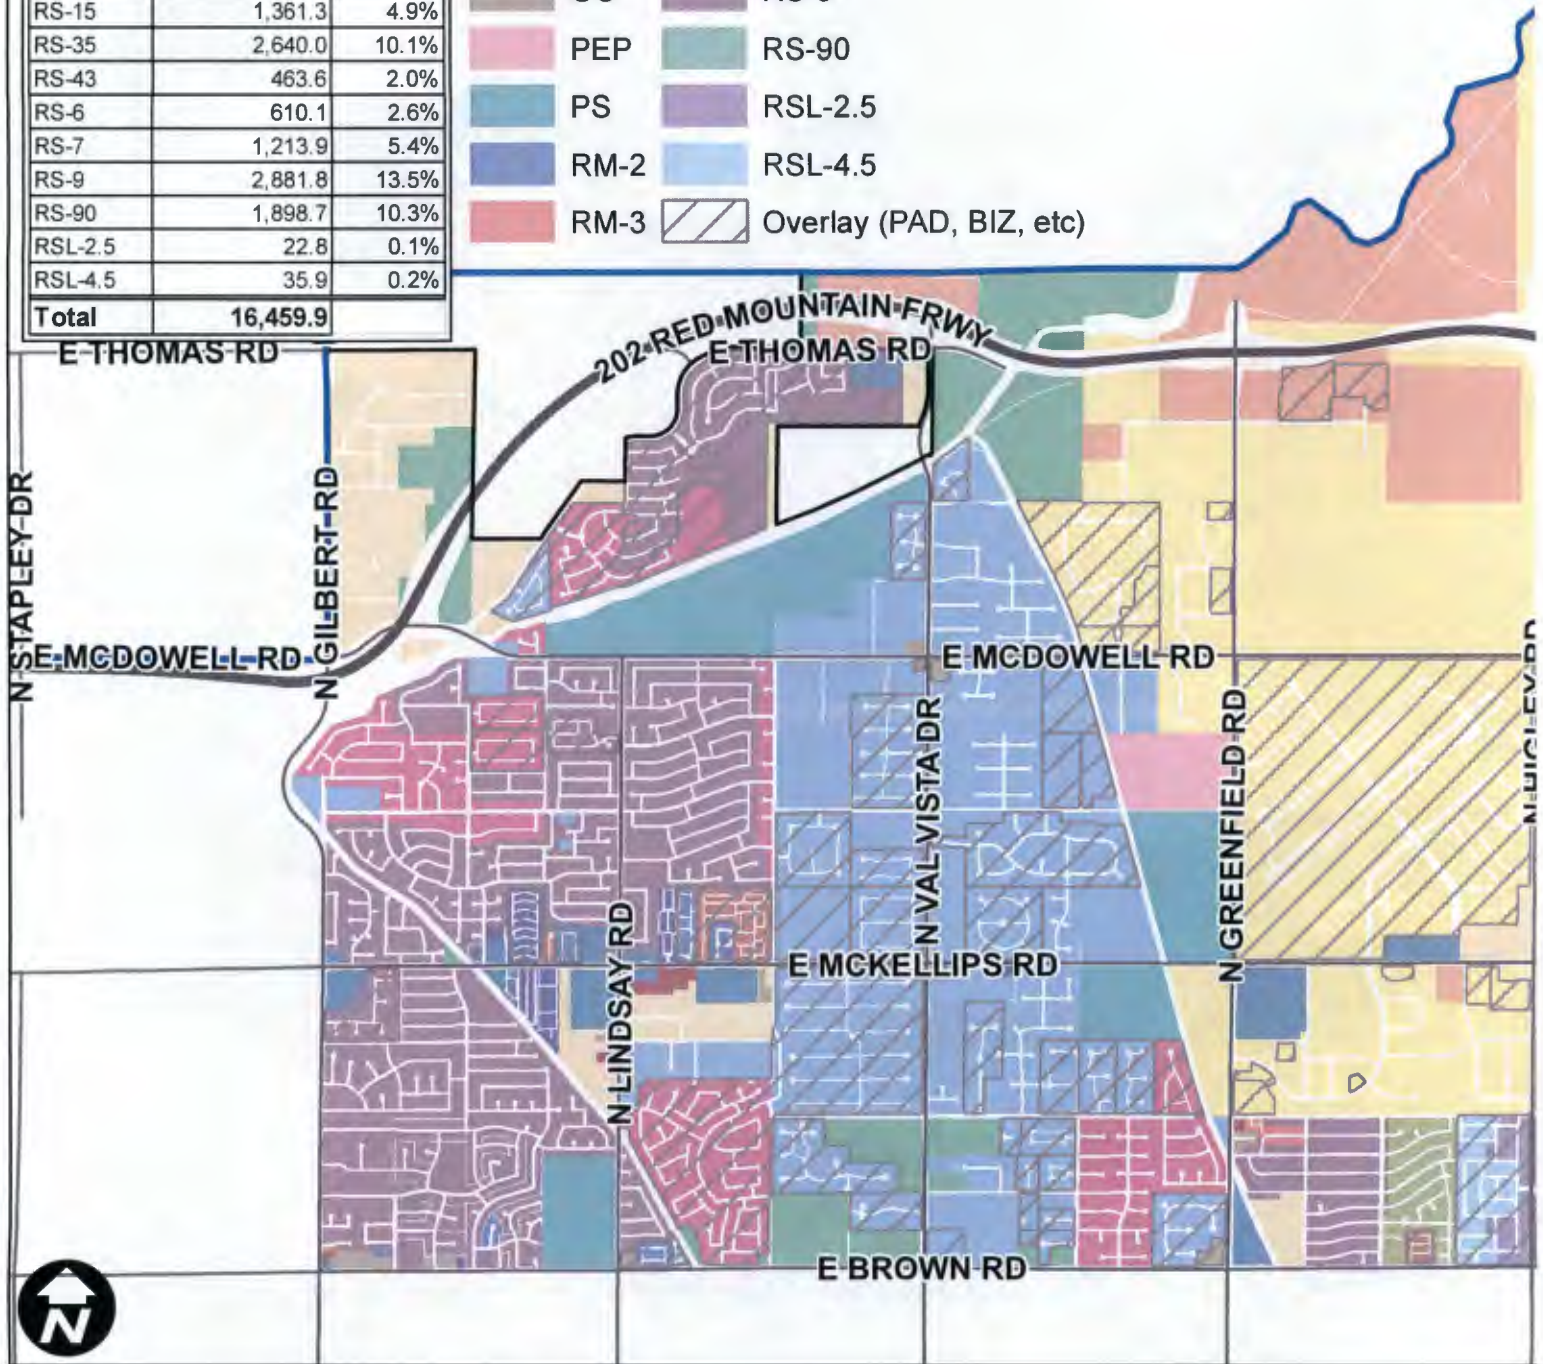 RS-15 1,361.3 4.9%
RS-35 2,640.0 10.1%
RS-43 463.6 2.0%
RS-6 610.1 2.6%
RS-7 1,213.9 5.4%
RS-9 2,881.8 13.5%
RS-90 1,898.7 10.3%
RSL-2.5 22.8 0.1%
RSL-4.5 35.9 0.2%
Total 16,459.9
PEP RS-90
PS RSL-2.5
RM-2 RSL-4.5
RM-3 Overlay (PAD, BIZ, etc)
202 RED MOUNTAIN FRWY
E THOMAS RD
E THOMAS RD
N STAPLEY DR
N GILBERT RD
E MCDOWELL RD
E MCDOWELL RD
N VAL VISTA DR
N GREENFIELD RD
N HIGLEY RD
N LINDSAY RD
E MCKELLIPS RD
E BROWN RD
N